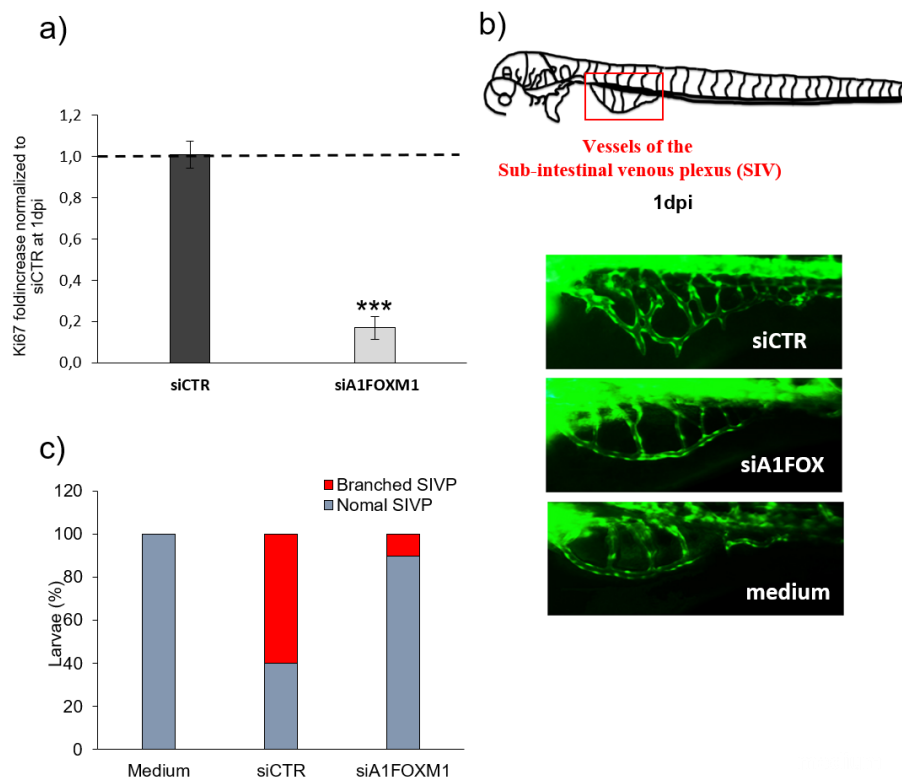 a)
Ki67 foldincrease normalized to
siCTR at 1dpi
1,2
1,0
0,8
0,6
0,4
0,2
0,0
***
siCTR
siA1FOXM1
b)
Vessels of the
Sub-intestinal venous plexus (SIV)
1dpi
siCTR
siA1FOX
medium
c)
Branched SIVP
Nomal SIVP
Larvae (%)
120
100
80
60
40
20
0
Medium
siCTR
siA1FOXM1